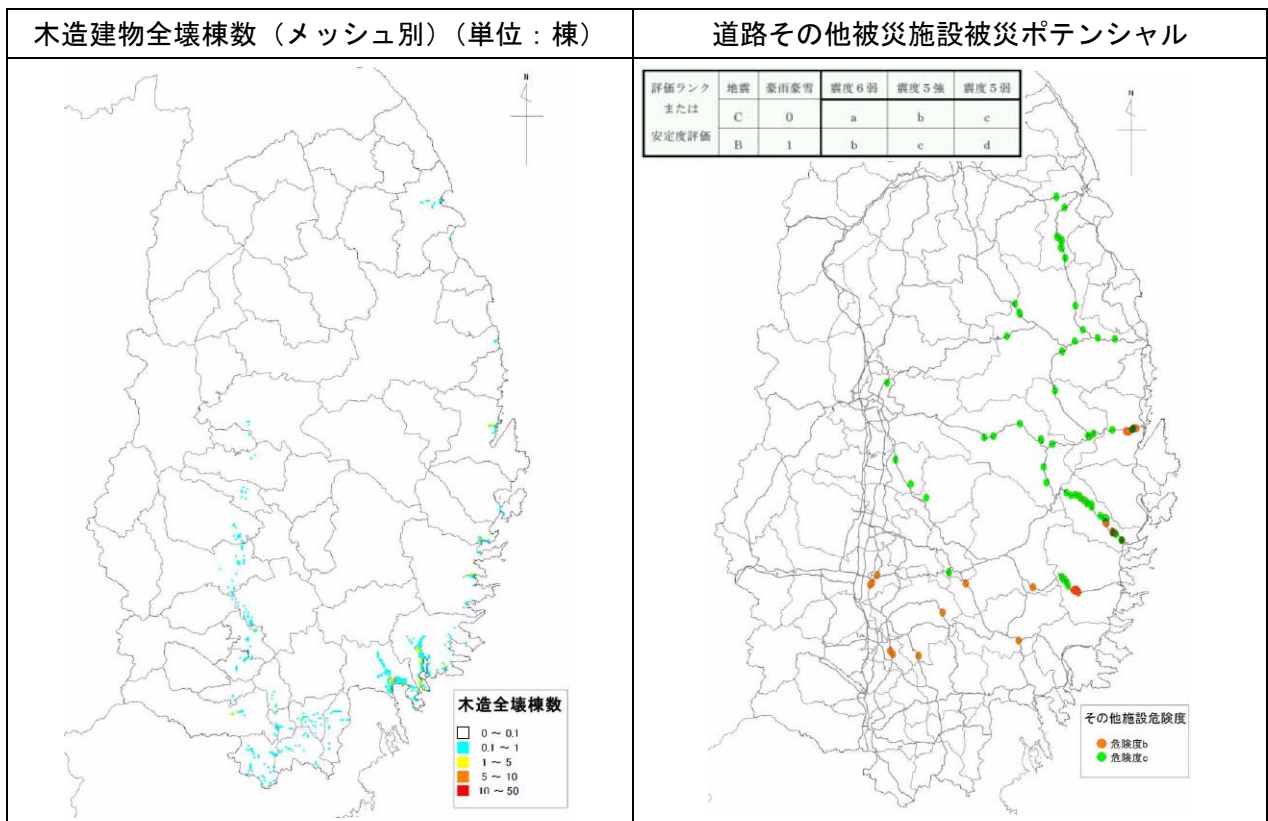 木造建物全壊棟数（メッシュ別）（単位：棟）
道路その他被災施設被災ポテンシャル
N
木造全壊棟数
0 ～ 0.1
0.1 ～ 1
1 ～ 5
5 ～ 10
10 ～ 50
評価ランク または 安定度評価 地震 豪雨豪雪 震度6弱 震度5強 震度5弱
C 0 a b c
B 1 b c d
N
その他施設危険度
危険度b
危険度c